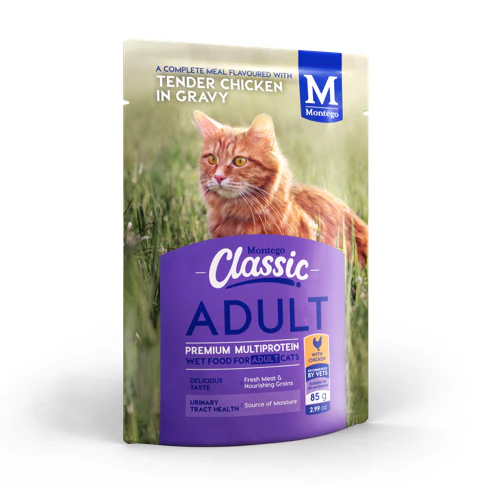 A COMPLETE MEAL FLAVOURED WITH
TENDER CHICKEN
IN GRAVY
M
Montego
Montego
Classic
ADULT
PREMIUM MULTIPROTEIN
WET FOOD FOR ADULT CATS
WITH
CHICKEN
DELICIOUS
TASTE
Fresh Meat &
Nourishing Grains
BY VETS
URINARY
TRACT HEALTH
Source of Moisture
85 g
2.99 oz